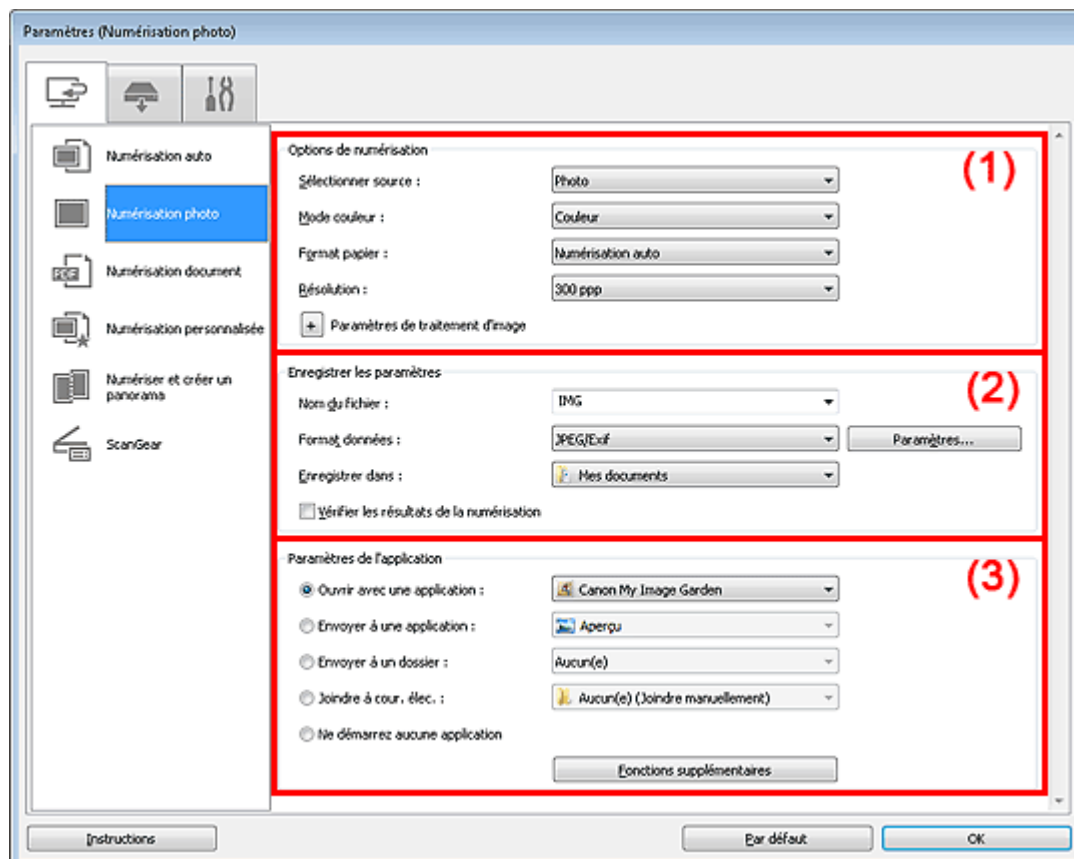 Paramètres (Numérisation photo)
Numérisation auto
Numérisation photo
PDF
Numérisation document
Numérisation personnalisée
Numériser et créer un
panorama
ScanGear
Options de numérisation
(1)
Sélectionner source : Photo
Mode couleur : Couleur
Format papier : Numérisation auto
Résolution : 300 ppp
+ Paramètres de traitement d'image
Enregistrer les paramètres
(2)
Nom du fichier : IMG
Format données : JPEG/Exif Paramètres...
Enregistrer dans : Mes documents
Vérifier les résultats de la numérisation
Paramètres de l'application
(3)
Ouvrir avec une application : Canon My Image Garden
Envoyer à une application : Aperçu
Envoyer à un dossier : Aucun(e)
Joindre à cour. élec. : Aucun(e) (Joindre manuellement)
Ne démarrez aucune application
Fonctions supplémentaires
Instructions Par défaut OK